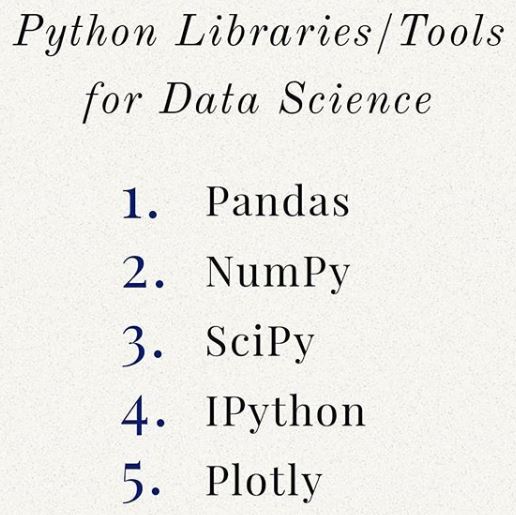 Python Libraries/Tools
for Data Science
1. Pandas
2. NumPy
3. SciPy
4. IPython
5. Plotly